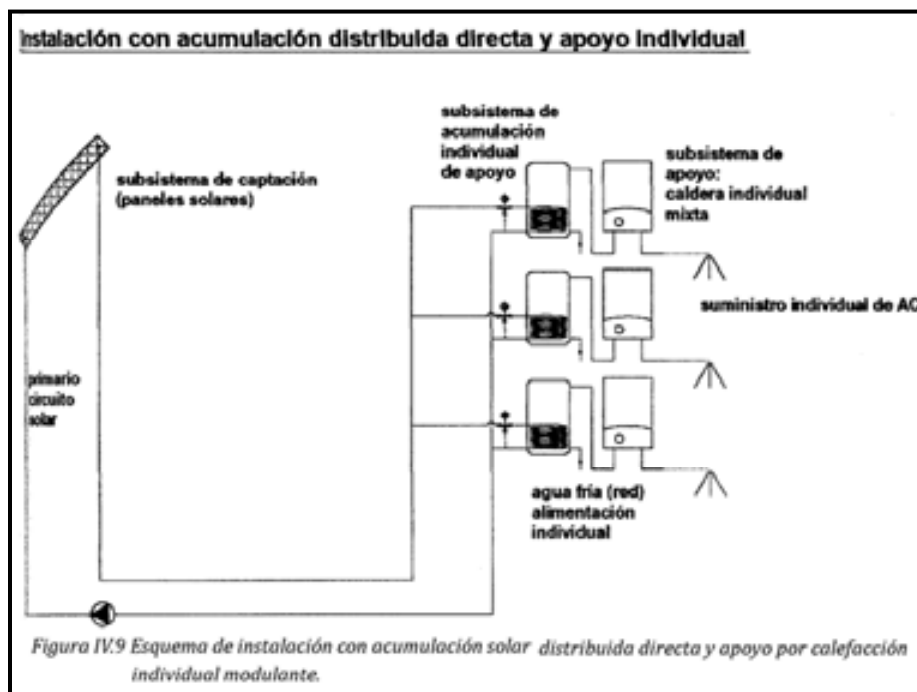 Instalación con acumulación distribuida directa y apoyo individual
subsistema de
acumulación
individual
de apoyo
subsistema de
apoyo:
caldera individual
mixta
subsistema de captación
(paneles solares)
suministro individual de AC
primario
circuito
solar
agua fría (red)
alimentación
individual
Figura IV.9 Esquema de instalación con acumulación solar distribuida directa y apoyo por calefacción
individual modulante.